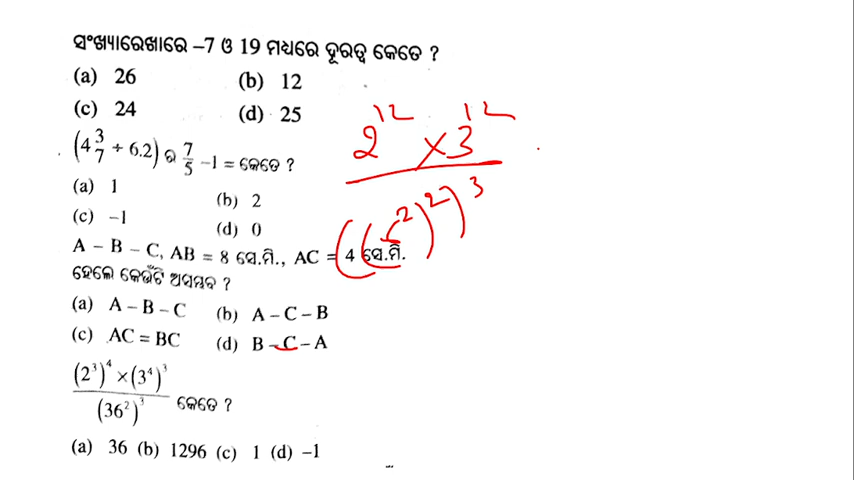 ସଂଖ୍ୟାରେଖାରେ –7 ଓ 19 ମଧ୍ୟରେ ଦୂରତ୍ୱ କେତେ ?
(a) 26 (b) 12
(c) 24 (d) 25
(4 3/7 ÷ 6.2) ର 7/5 –1 = କେତେ ?
(a) 1 (b) 2
(c) –1 (d) 0
A – B – C, AB = 8 ସେ.ମି., AC = 4 ସେ.ମି.
ହେଲେ କେଉଁଟି ଅସମ୍ଭବ ?
(a) A – B – C (b) A – C – B
(c) AC = BC (d) B – C – A
(2³)⁴ × (3⁴)³ / (36²)³ କେତେ ?
(a) 36 (b) 1296 (c) 1 (d) –1
2¹² × 3¹²
((6²)²)³